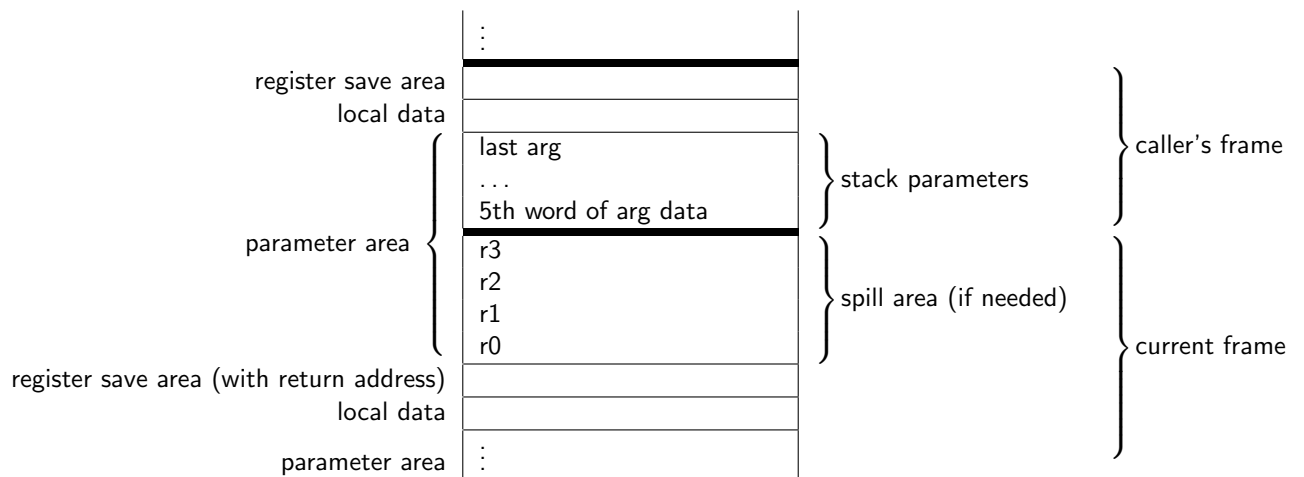 ⋮
register save area
local data
last arg
caller's frame
. . .
stack parameters
5th word of arg data
parameter area
r3
r2
spill area (if needed)
r1
r0
current frame
register save area (with return address)
local data
parameter area
⋮